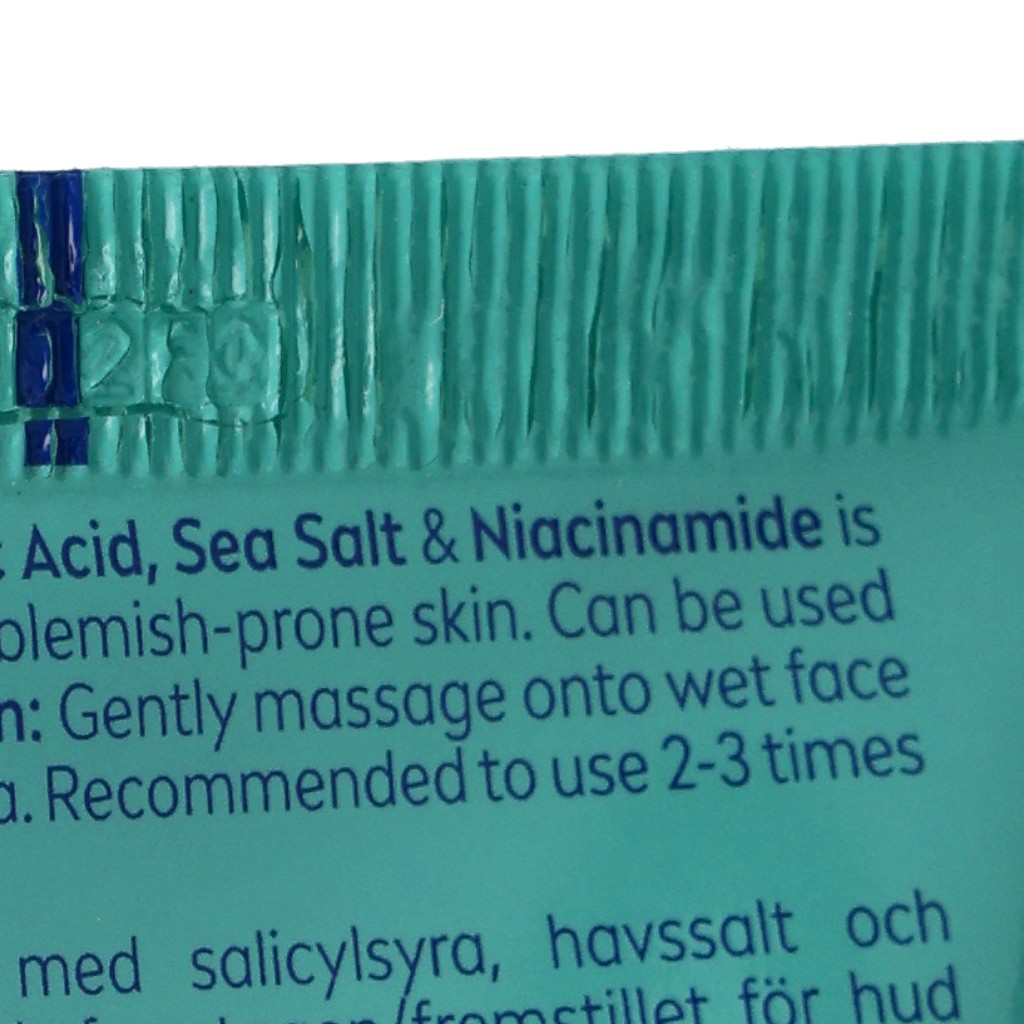 Acid, Sea Salt & Niacinamide is
blemish-prone skin. Can be used
Gently massage onto wet face
Recommended to use 2-3 times
med salicylsyra, havssalt och
för hud